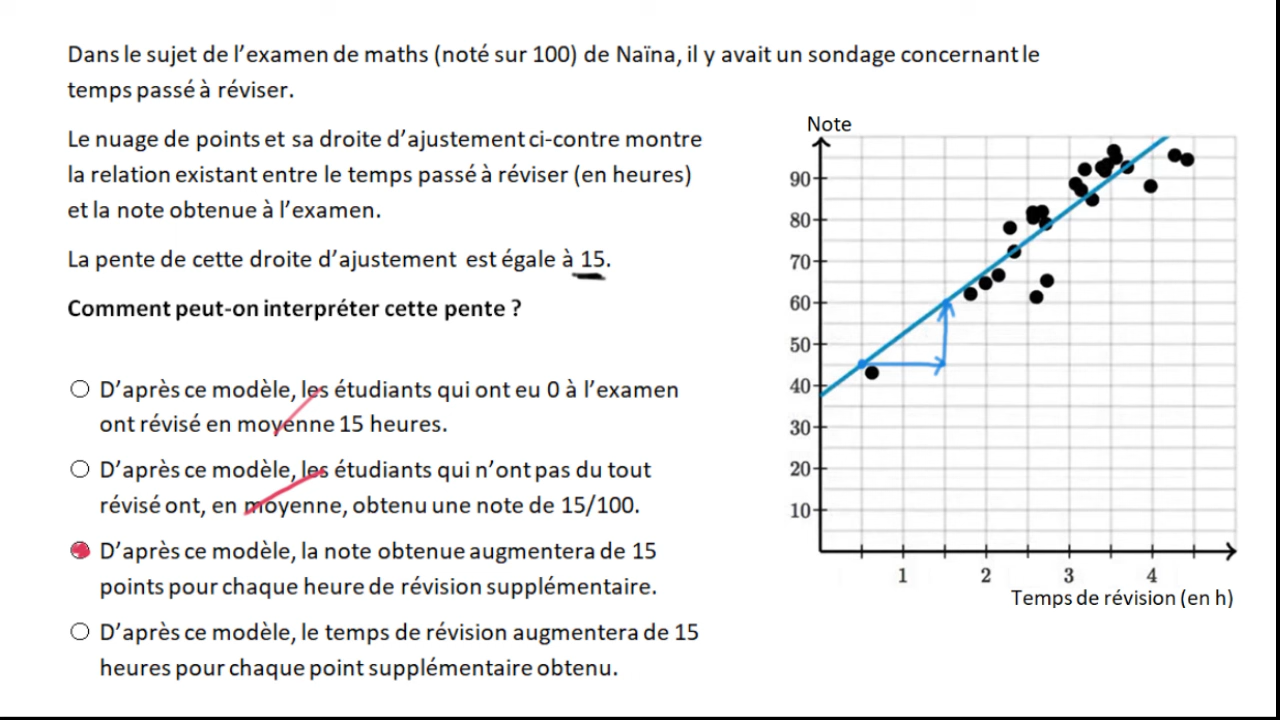 Dans le sujet de l’examen de maths (noté sur 100) de Naïna, il y avait un sondage concernant le
temps passé à réviser.
Le nuage de points et sa droite d’ajustement ci-contre montre
la relation existant entre le temps passé à réviser (en heures)
et la note obtenue à l’examen.
La pente de cette droite d’ajustement est égale à 15.
Comment peut-on interpréter cette pente ?
D’après ce modèle, les étudiants qui ont eu 0 à l’examen
ont révisé en moyenne 15 heures.
D’après ce modèle, les étudiants qui n’ont pas du tout
révisé ont, en moyenne, obtenu une note de 15/100.
D’après ce modèle, la note obtenue augmentera de 15
points pour chaque heure de révision supplémentaire.
D’après ce modèle, le temps de révision augmentera de 15
heures pour chaque point supplémentaire obtenu.
Note
90
80
70
60
50
40
30
20
10
1 2 3 4
Temps de révision (en h)